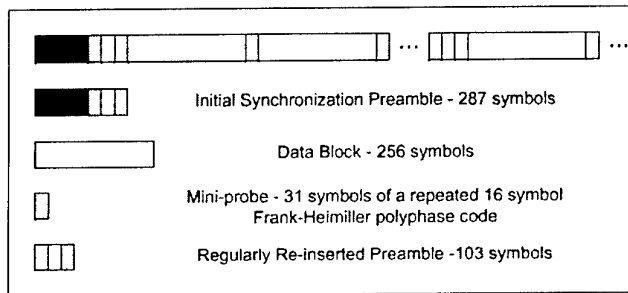 ... ...
Initial Synchronization Preamble - 287 symbols
Data Block - 256 symbols
Mini-probe - 31 symbols of a repeated 16 symbol
Frank-Heimiller polyphase code
Regularly Re-inserted Preamble -103 symbols